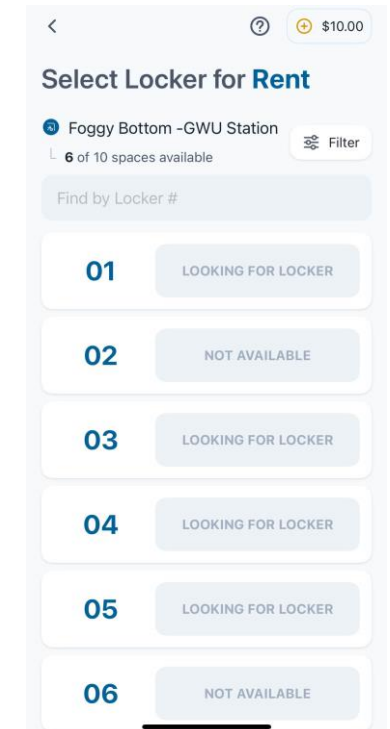 $10.00
Select Locker for Rent
Foggy Bottom -GWU Station
6 of 10 spaces available
Filter
Find by Locker #
01 LOOKING FOR LOCKER
02 NOT AVAILABLE
03 LOOKING FOR LOCKER
04 LOOKING FOR LOCKER
05 LOOKING FOR LOCKER
06 NOT AVAILABLE